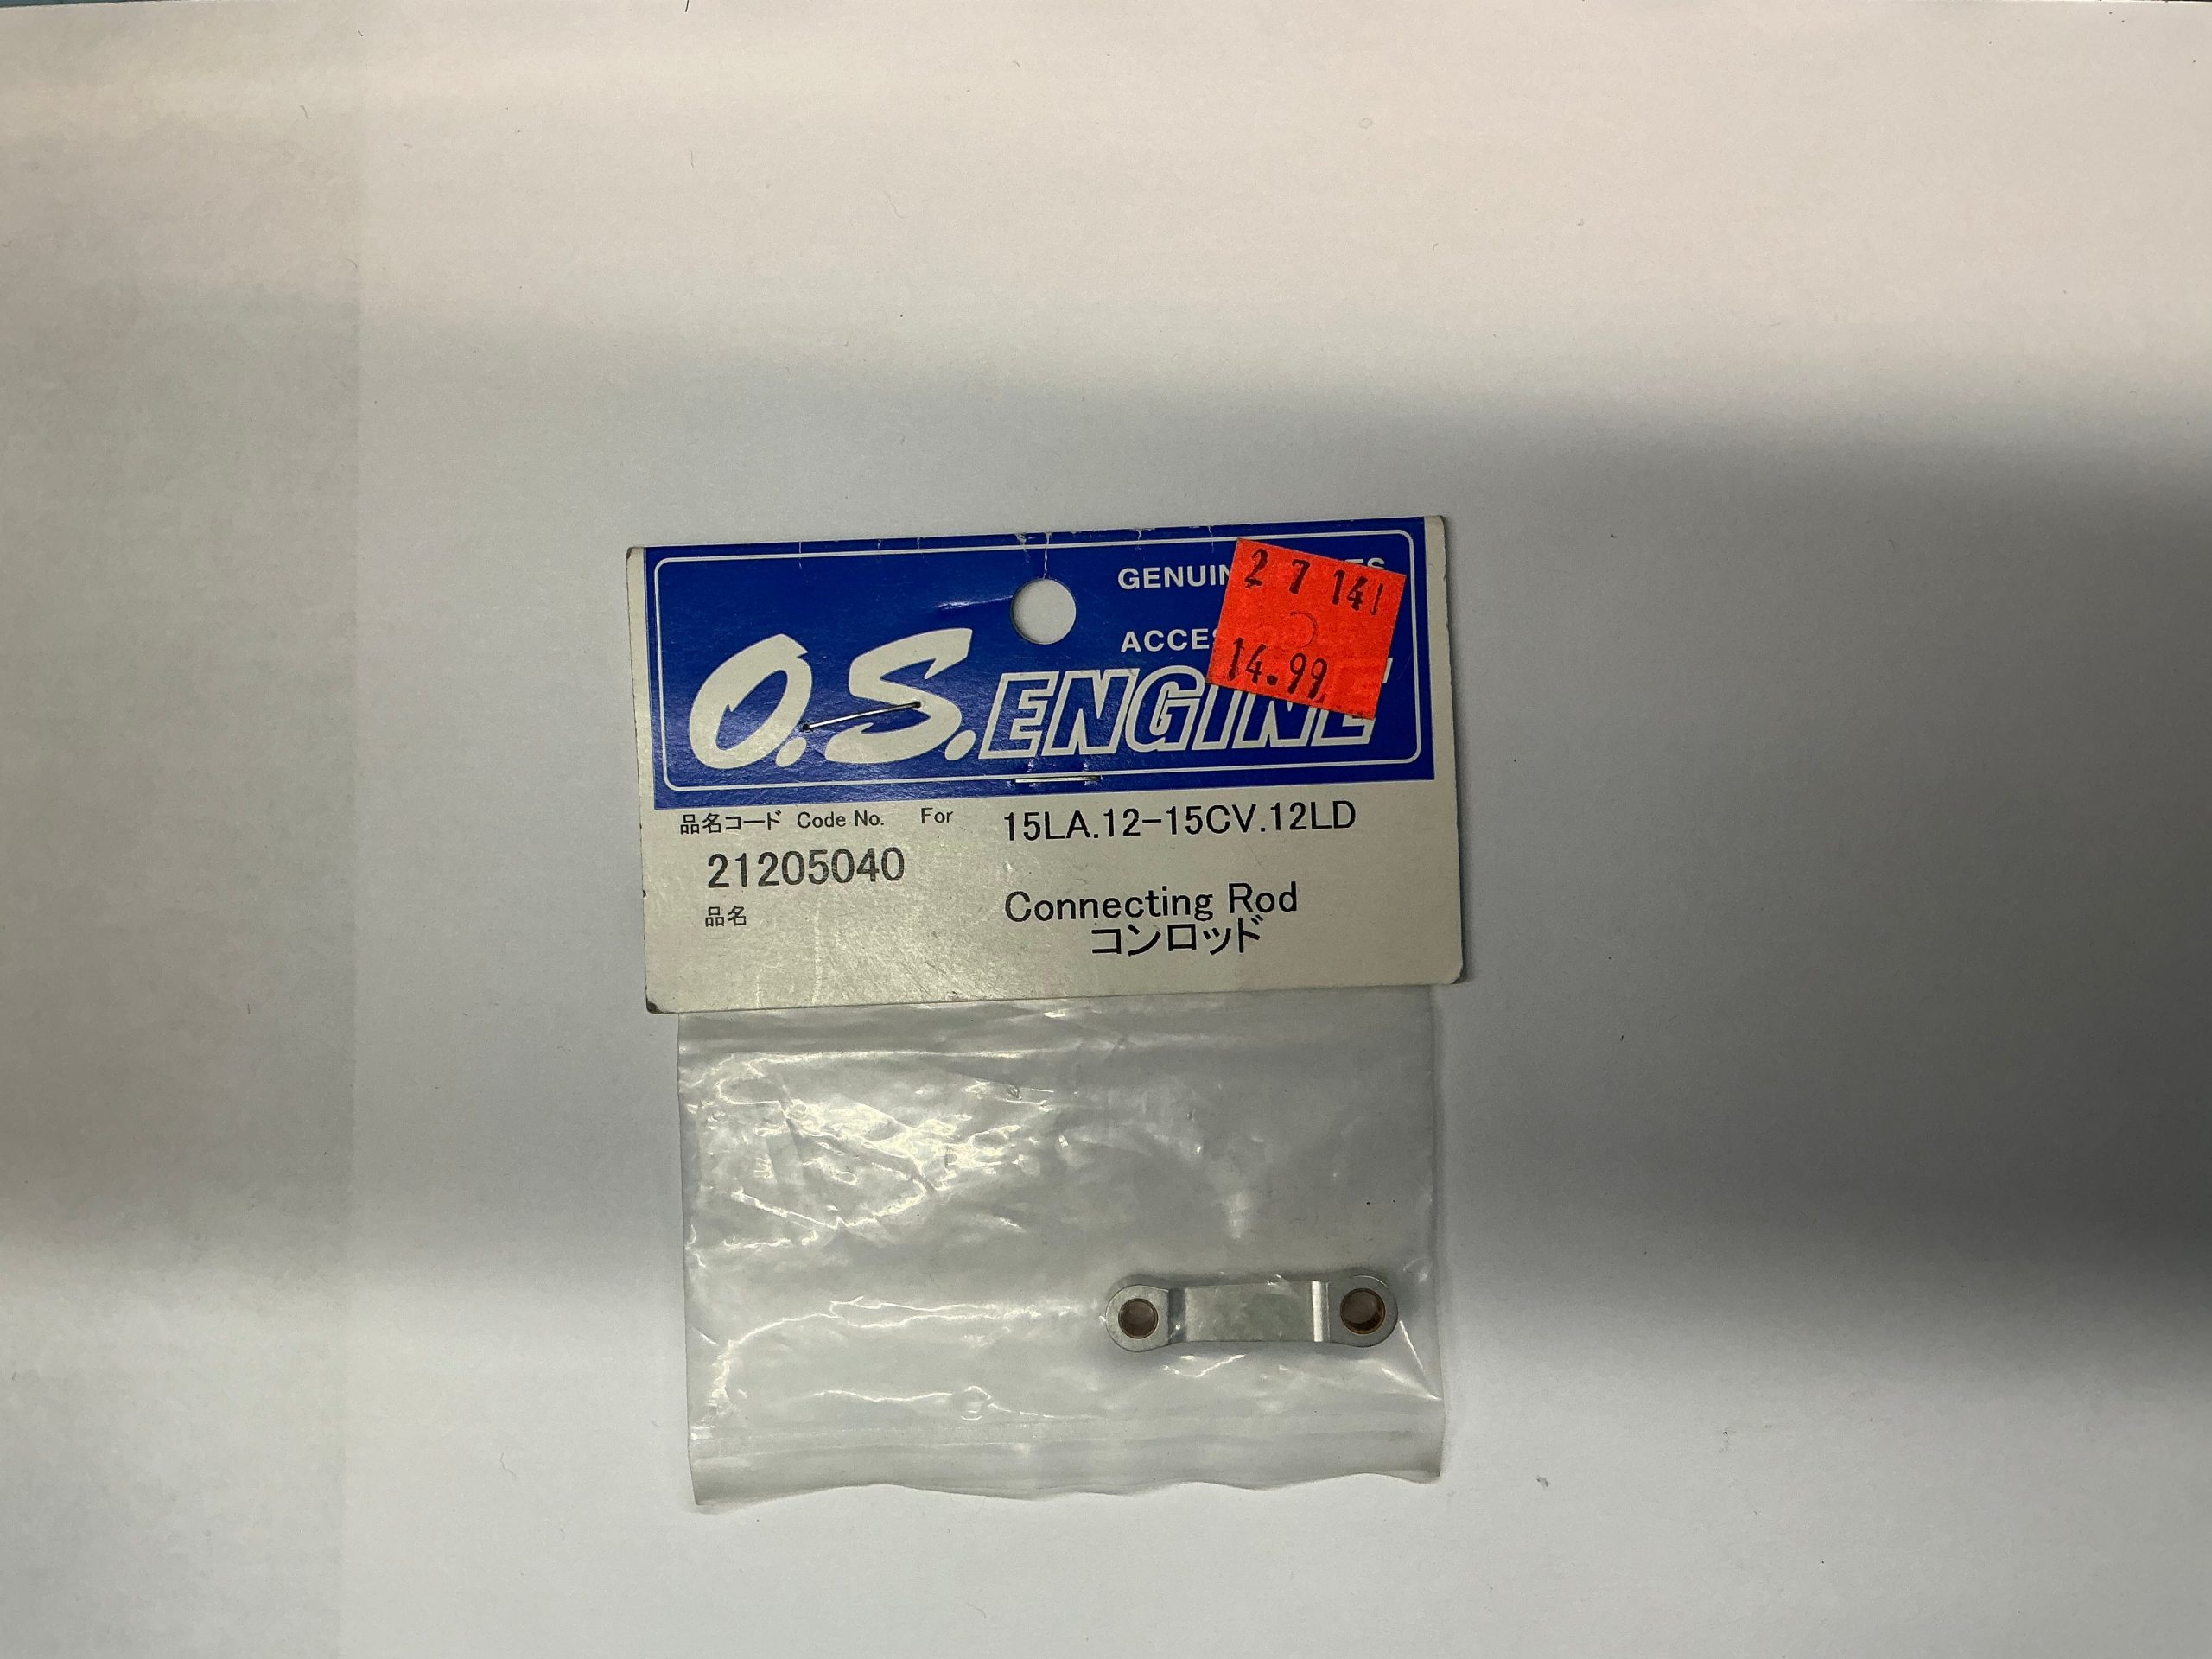 GENUIN
ACCES
2 7 14
14.99
O.S.ENGINE
品名コード Code No. For 15LA.12-15CV.12LD
21205040
品名
Connecting Rod
コンロッド